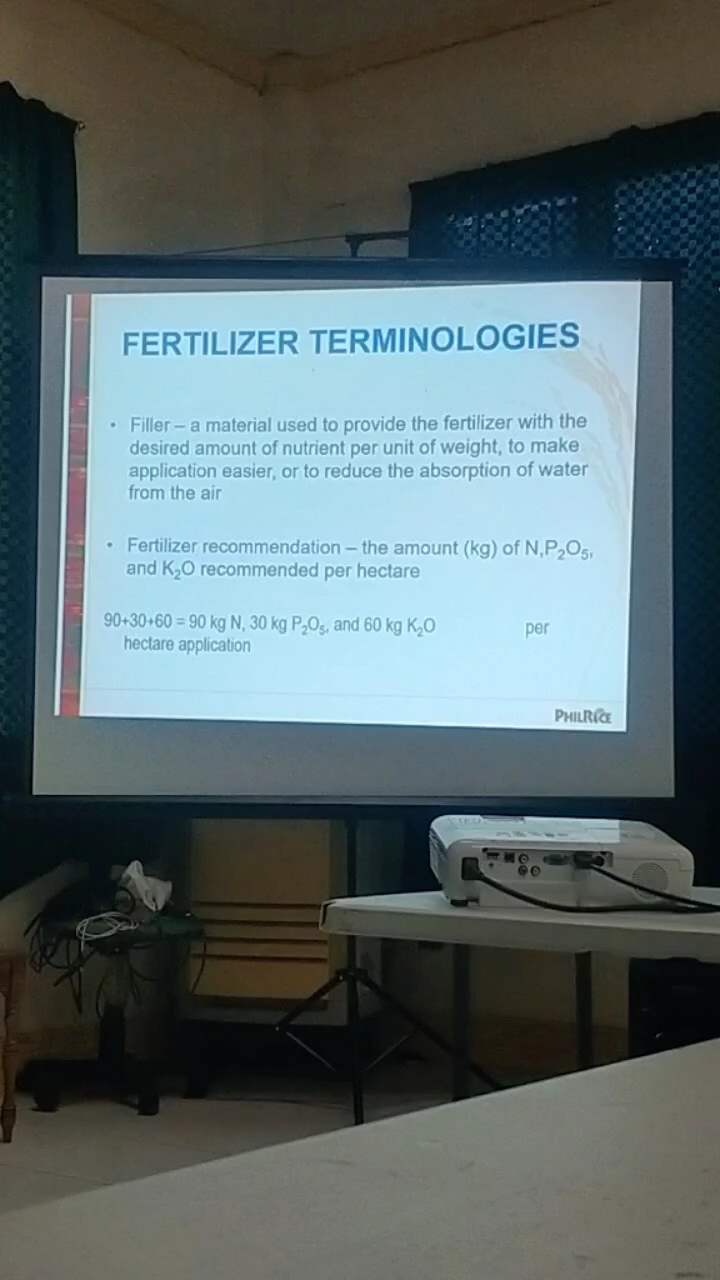 FERTILIZER TERMINOLOGIES
• Filler – a material used to provide the fertilizer with the
desired amount of nutrient per unit of weight, to make
application easier, or to reduce the absorption of water
from the air
• Fertilizer recommendation – the amount (kg) of N,P₂O₅,
and K₂O recommended per hectare
90+30+60 = 90 kg N, 30 kg P₂O₅, and 60 kg K₂O per
hectare application
PHILRICE